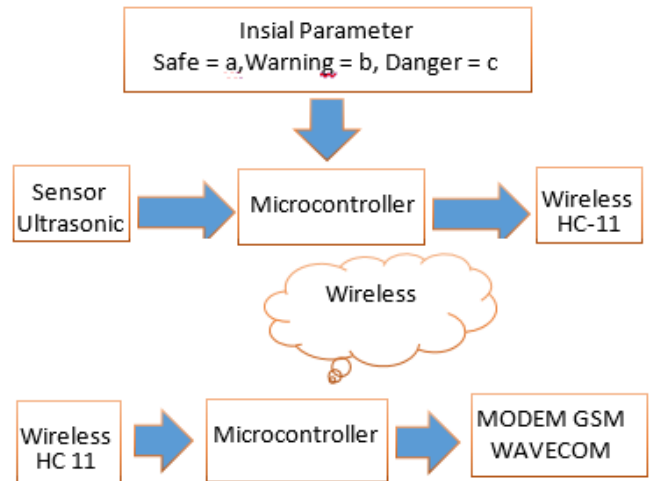 Insial Parameter
Safe = a,Warning = b, Danger = c
Sensor
Ultrasonic
Microcontroller
Wireless
HC-11
Wireless
Wireless
HC 11
Microcontroller
MODEM GSM
WAVECOM